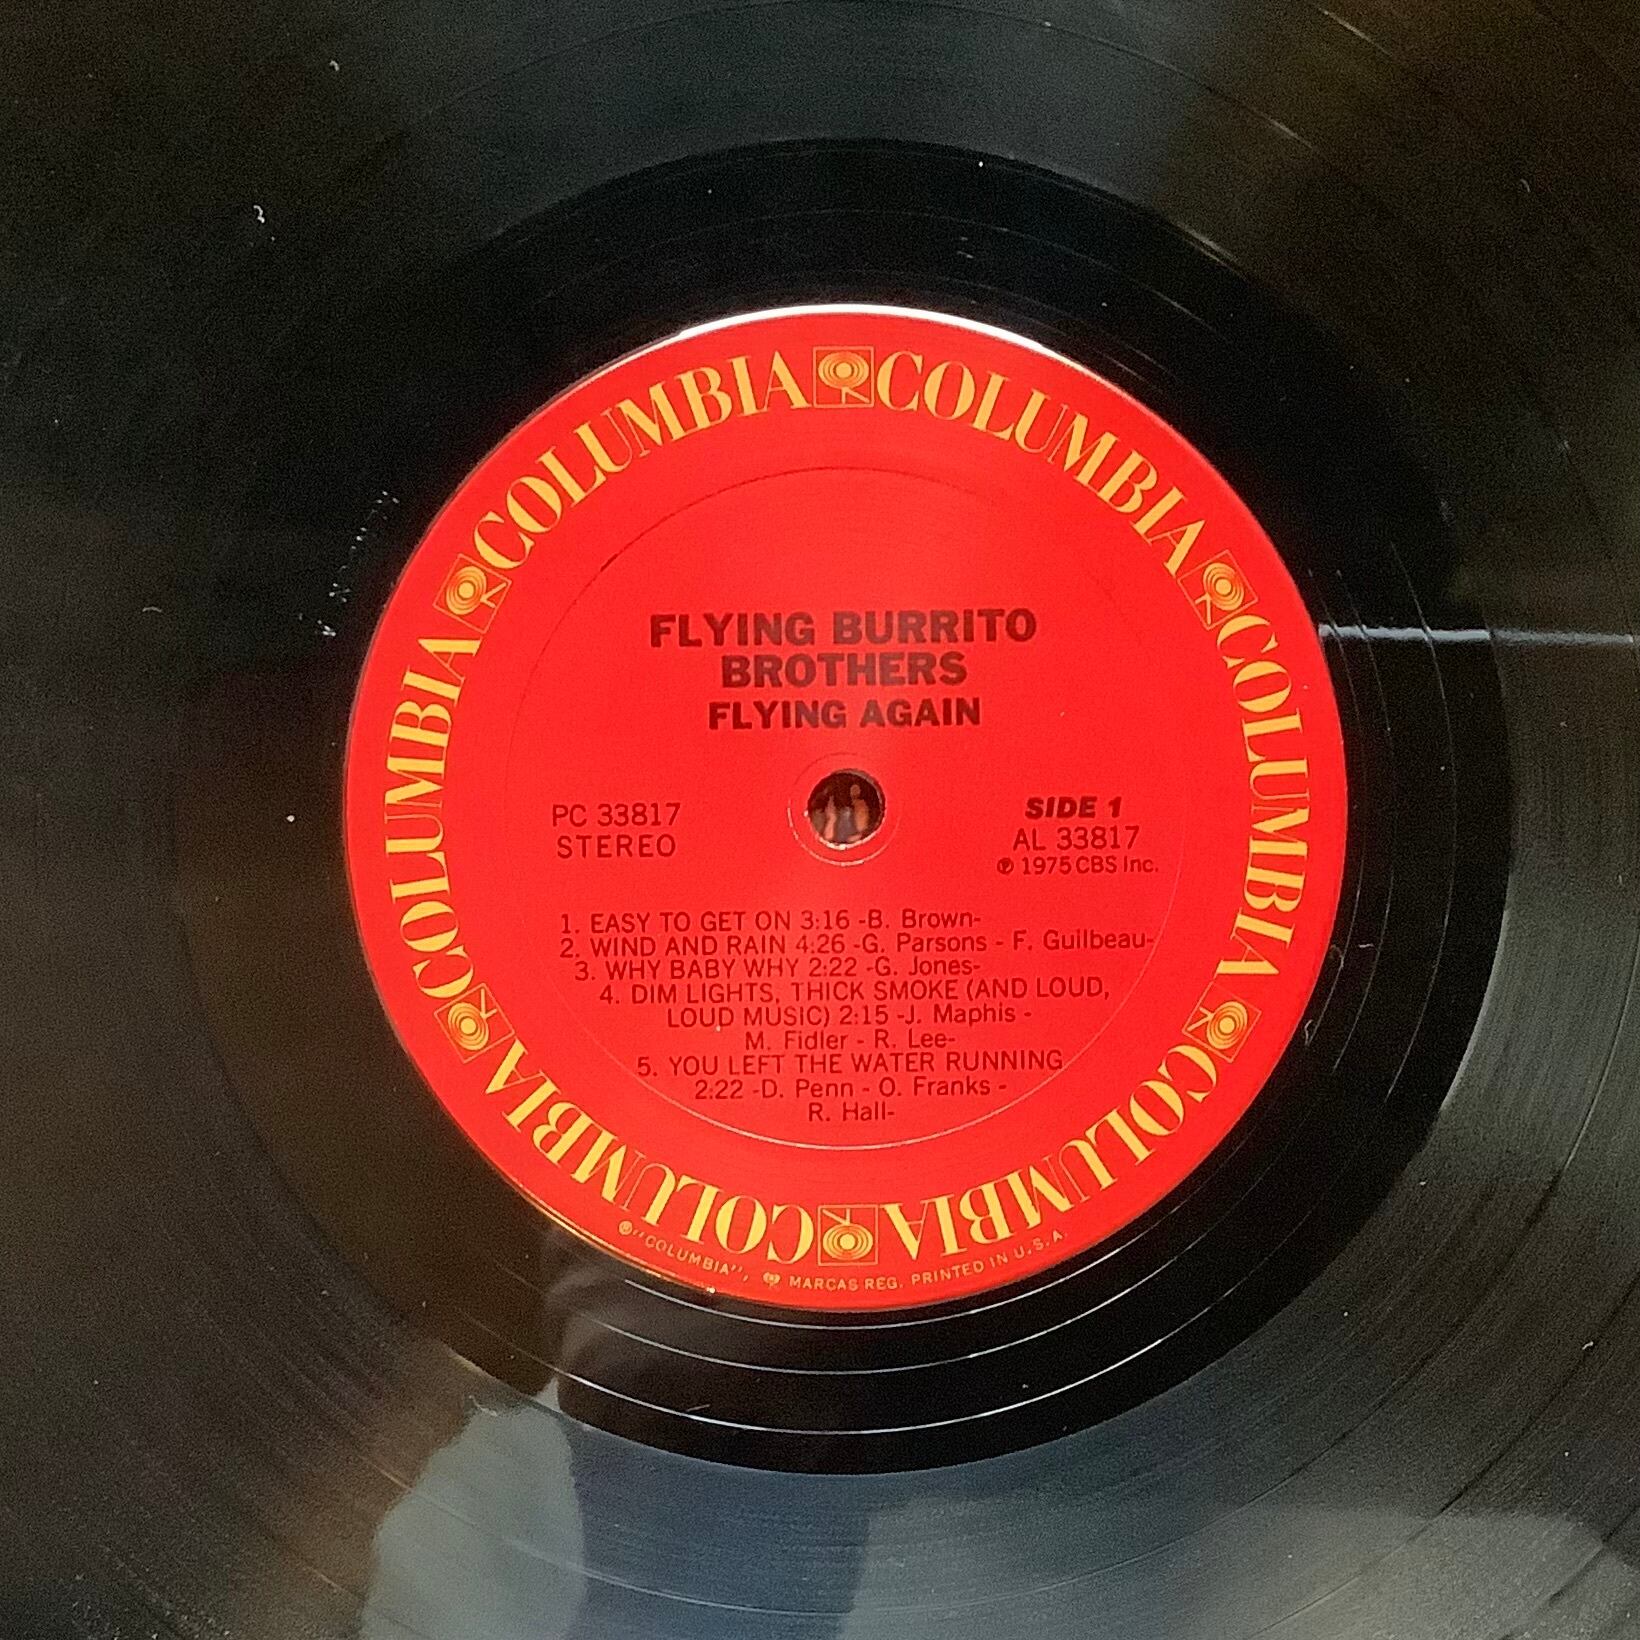 COLUMBIA COLUMBIA COLUMBIA COLUMBIA COLUMBIA COLUMBIA
FLYING BURRITO
BROTHERS
FLYING AGAIN
PC 33817
STEREO
SIDE 1
AL 33817
℗ 1975 CBS Inc.
1. EASY TO GET ON 3:16 -B. Brown-
2. WIND AND RAIN 4:26 -G. Parsons - F. Guilbeau-
3. WHY BABY WHY 2:22 -G. Jones-
4. DIM LIGHTS, THICK SMOKE (AND LOUD,
LOUD MUSIC) 2:15 -J. Maphis -
M. Fidler - R. Lee-
5. YOU LEFT THE WATER RUNNING
2:22 -D. Penn - O. Franks -
R. Hall-
® "COLUMBIA", MARCAS REG. PRINTED IN U.S.A.